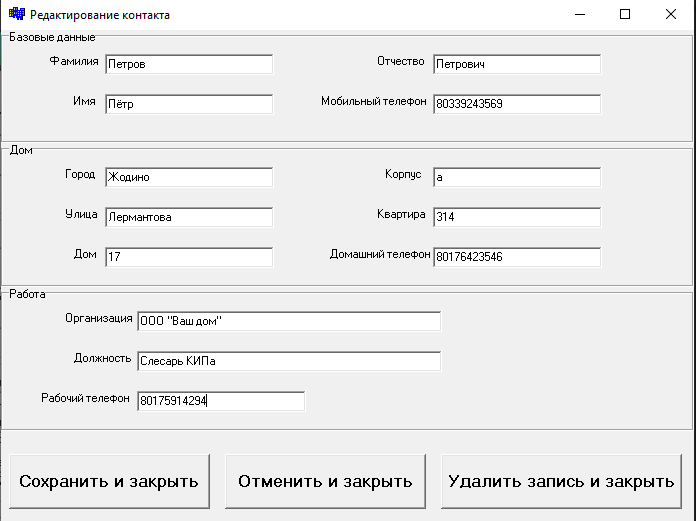 Редактирование контакта
Базовые данные
Фамилия Петров Отчество Петрович
Имя Пётр Мобильный телефон 80339243569
Дом
Город Жодино Корпус а
Улица Лермантова Квартира 314
Дом 17 Домашний телефон 80176423546
Работа
Организация ООО "Ваш дом"
Должность Слесарь КИПа
Рабочий телефон 80175914294
Сохранить и закрыть Отменить и закрыть Удалить запись и закрыть